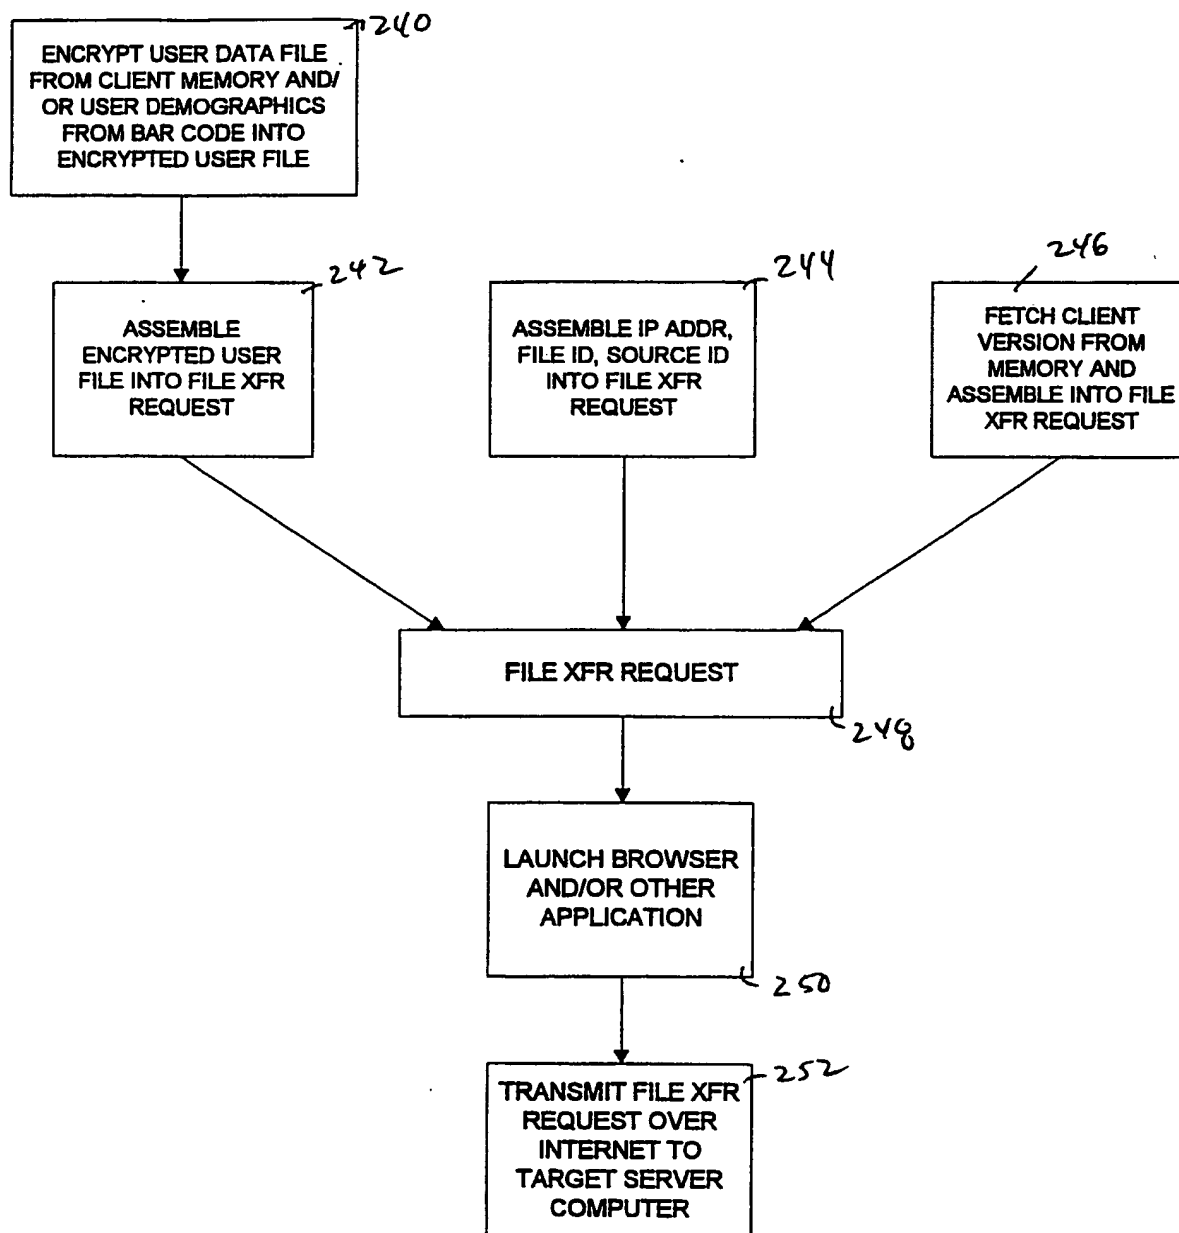 240
ENCRYPT USER DATA FILE
FROM CLIENT MEMORY AND/
OR USER DEMOGRAPHICS
FROM BAR CODE INTO
ENCRYPTED USER FILE
242
ASSEMBLE
ENCRYPTED USER
FILE INTO FILE XFR
REQUEST
244
ASSEMBLE IP ADDR,
FILE ID, SOURCE ID
INTO FILE XFR
REQUEST
246
FETCH CLIENT
VERSION FROM
MEMORY AND
ASSEMBLE INTO FILE
XFR REQUEST
FILE XFR REQUEST
248
LAUNCH BROWSER
AND/OR OTHER
APPLICATION
250
252
TRANSMIT FILE XFR
REQUEST OVER
INTERNET TO
TARGET SERVER
COMPUTER